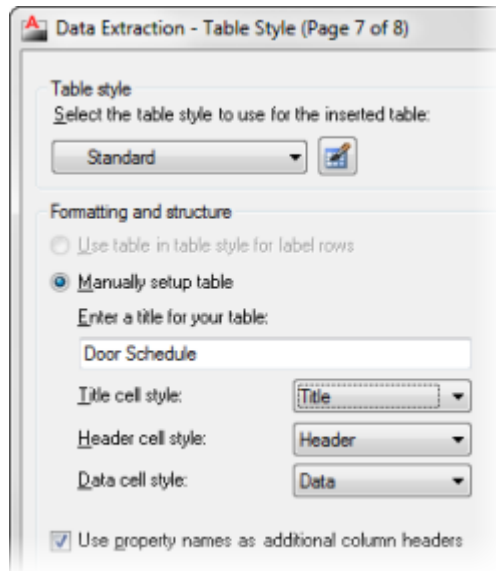 Data Extraction - Table Style (Page 7 of 8)
Table style
Select the table style to use for the inserted table:
Standard
Formatting and structure
Use table in table style for label rows
Manually setup table
Enter a title for your table:
Door Schedule
Title cell style: Title
Header cell style: Header
Data cell style: Data
Use property names as additional column headers